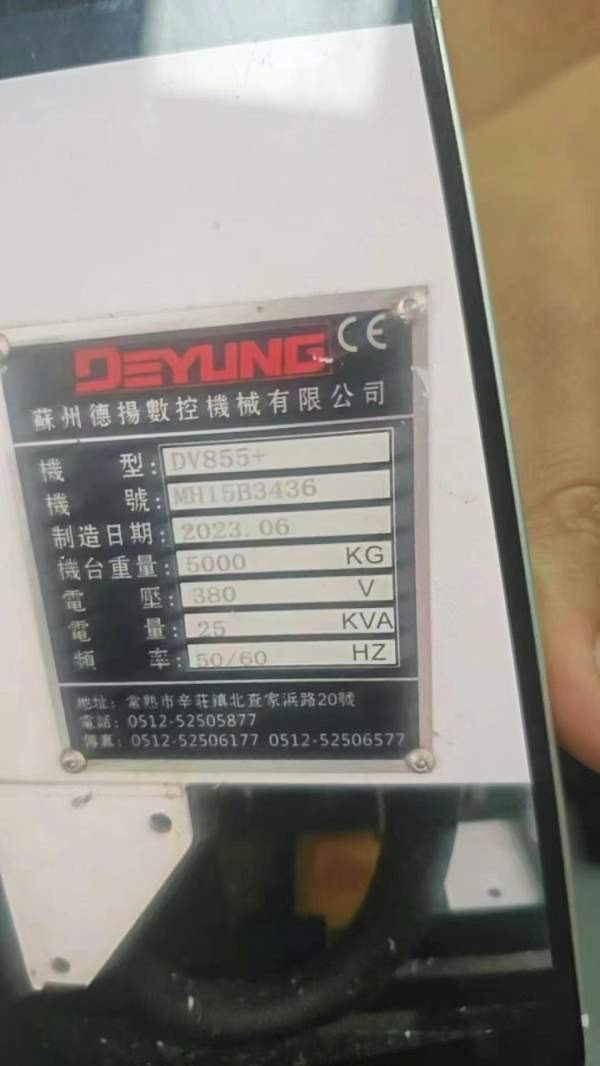 DEYUNG CE
蘇州德揚數控機械有限公司
機 型: DV855+
機 號: MH15B3436
制造日期: 2023.06
機台重量: 5000 KG
電 壓: 380 V
電 量: 25 KVA
頻 率: 50/60 HZ
地址: 常熟市辛莊鎮北查家浜路20號
電話: 0512-52505877
傳真: 0512-52506177 0512-52506577